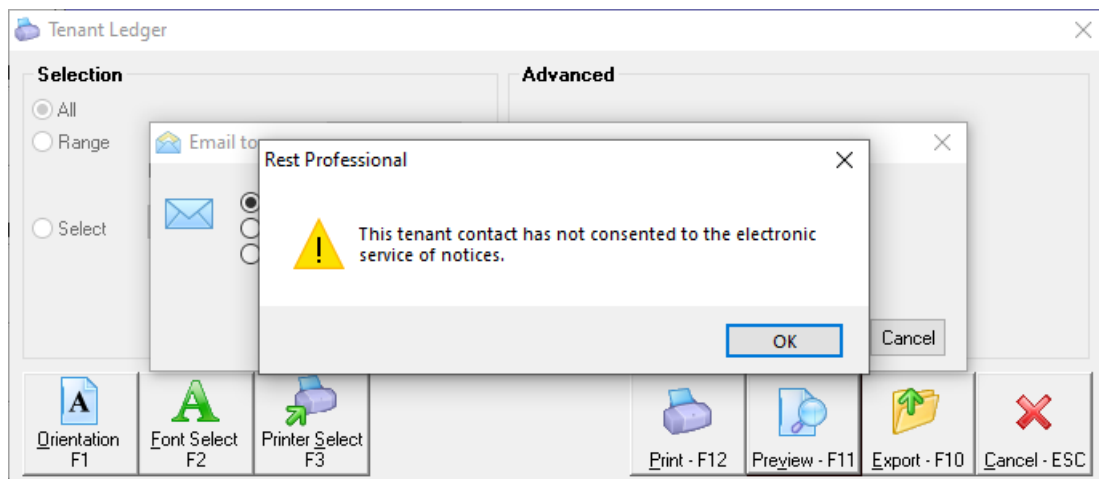 Tenant Ledger
Selection
All
Range
Select
Advanced
Email to
Rest Professional
This tenant contact has not consented to the electronic
service of notices.
OK
Cancel
A
Orientation
F1
A
Font Select
F2
Printer Select
F3
Print - F12
Preview - F11
Export - F10
Cancel - ESC